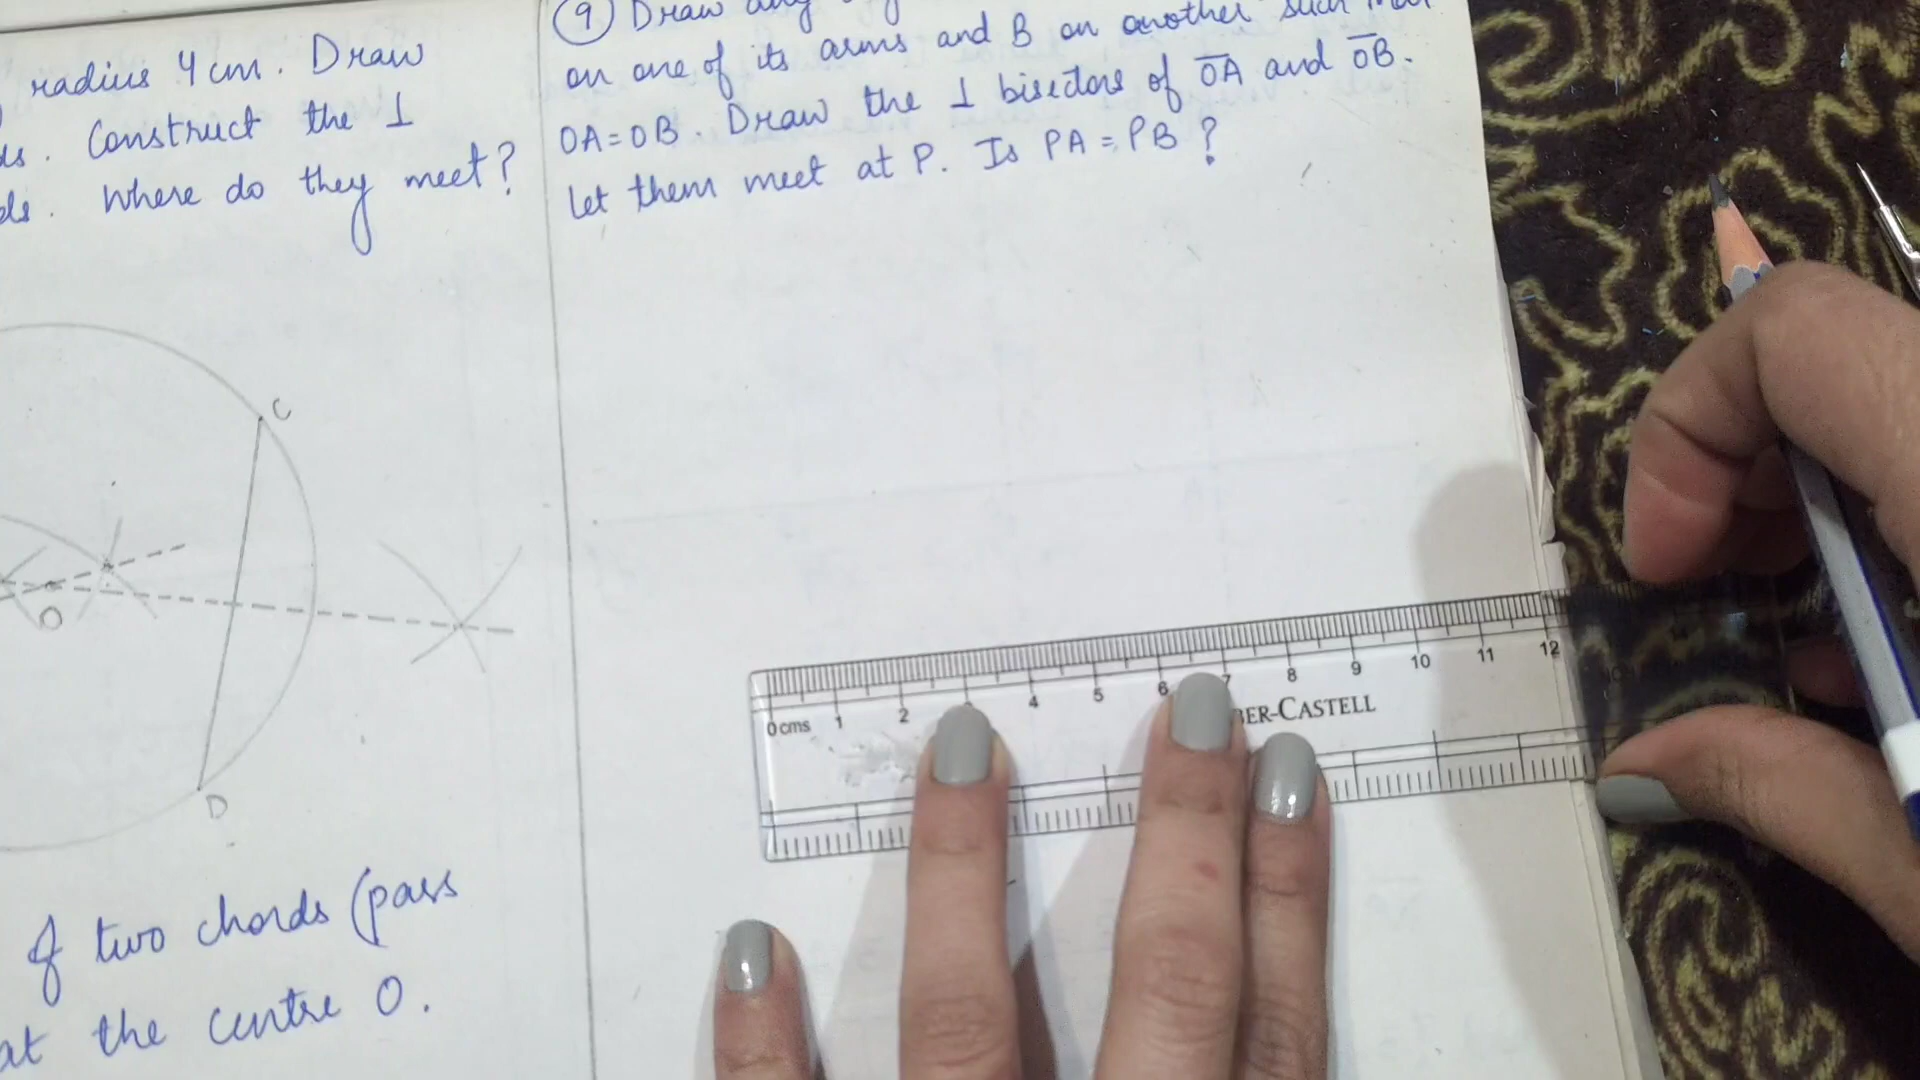 radius 4 cm. Draw
Construct the ⊥
Where do they meet?
C
O
D
of two chords (pass
at the centre O.
9 Draw any
on one of its arms and B on another such that
OA = OB. Draw the ⊥ bisectors of OA and OB.
Let them meet at P. Is PA = PB ?
0 cms 1 2 4 5 6 7 8 9 10 11 12
BER-CASTELL